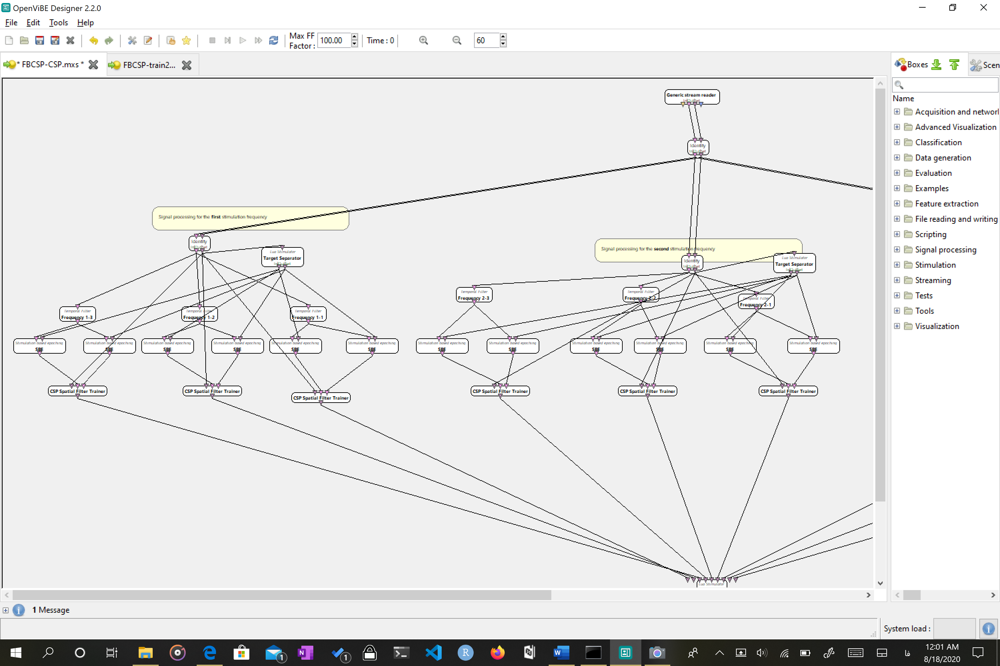 OpenViBE Designer 2.2.0
File Edit Tools Help
Max FF Factor : 100.00 Time : 0 60
* FBCSP-CSP.mxs * FBCSP-train2...
Boxes Scen
Name
Acquisition and networ
Advanced Visualization
Classification
Data generation
Evaluation
Examples
Feature extraction
File reading and writing
Scripting
Signal processing
Stimulation
Streaming
Tests
Tools
Visualization
Generic stream reader
Identity
Signal processing for the first stimulation frequency
Identity
Lua Stimulator
Target Separator
Signal processing for the second stimulation frequency
Identity
Lua Stimulator
Target Separator
Temporal Filter
Frequency 1-3
Temporal Filter
Frequency 1-2
Temporal Filter
Frequency 1-1
Temporal Filter
Frequency 2-3
Temporal Filter
Frequency 2-2
Temporal Filter
Frequency 2-1
Stimulation based epoching
SBE
Stimulation based epoching
SBE
Stimulation based epoching
SBE
Stimulation based epoching
SBE
Stimulation based epoching
SBE
Stimulation based epoching
SBE
Stimulation based epoching
SBE
Stimulation based epoching
SBE
Stimulation based epoching
SBE
Stimulation based epoching
SBE
Stimulation based epoching
SBE
Stimulation based epoching
SBE
CSP Spatial Filter Trainer
CSP Spatial Filter Trainer
CSP Spatial Filter Trainer
CSP Spatial Filter Trainer
CSP Spatial Filter Trainer
CSP Spatial Filter Trainer
Lua Stimulator
1 Message
System load :
1
1
فا
12:01 AM
8/18/2020